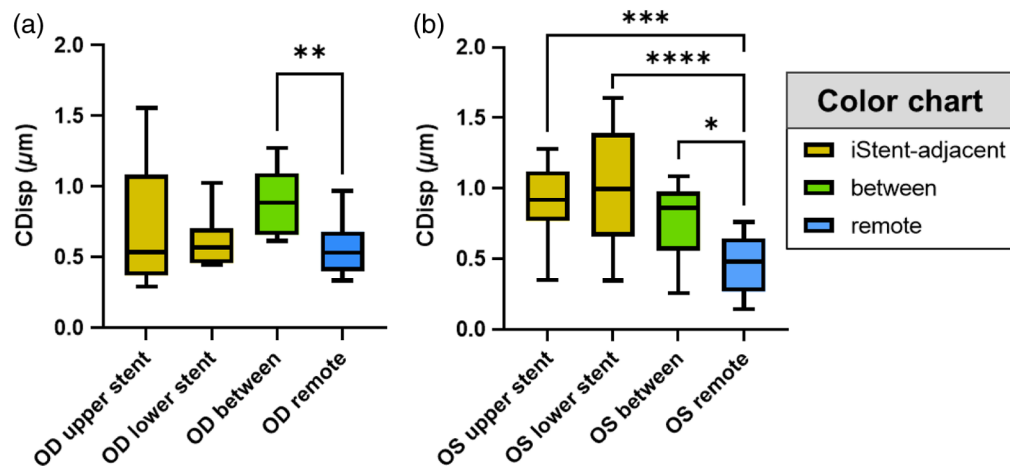 (a)
**
2.0
1.5
1.0
0.5
0.0
CDisp (µm)
OD upper stent
OD lower stent
OD between
OD remote
(b)
***
****
*
2.0
1.5
1.0
0.5
0.0
CDisp (µm)
OS upper stent
OS lower stent
OS between
OS remote
Color chart
iStent-adjacent
between
remote